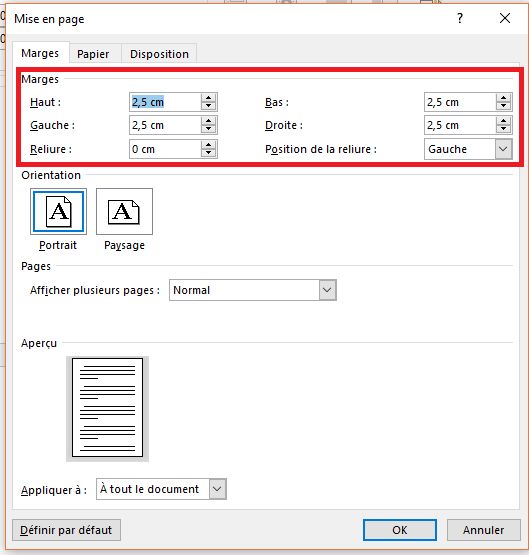 Mise en page ? ×
Marges Papier Disposition
Marges
Haut : 2,5 cm Bas : 2,5 cm
Gauche : 2,5 cm Droite : 2,5 cm
Reliure : 0 cm Position de la reliure : Gauche
Orientation
A A
Portrait Paysage
Pages
Afficher plusieurs pages : Normal
Aperçu
Appliquer à : À tout le document
Définir par défaut OK Annuler